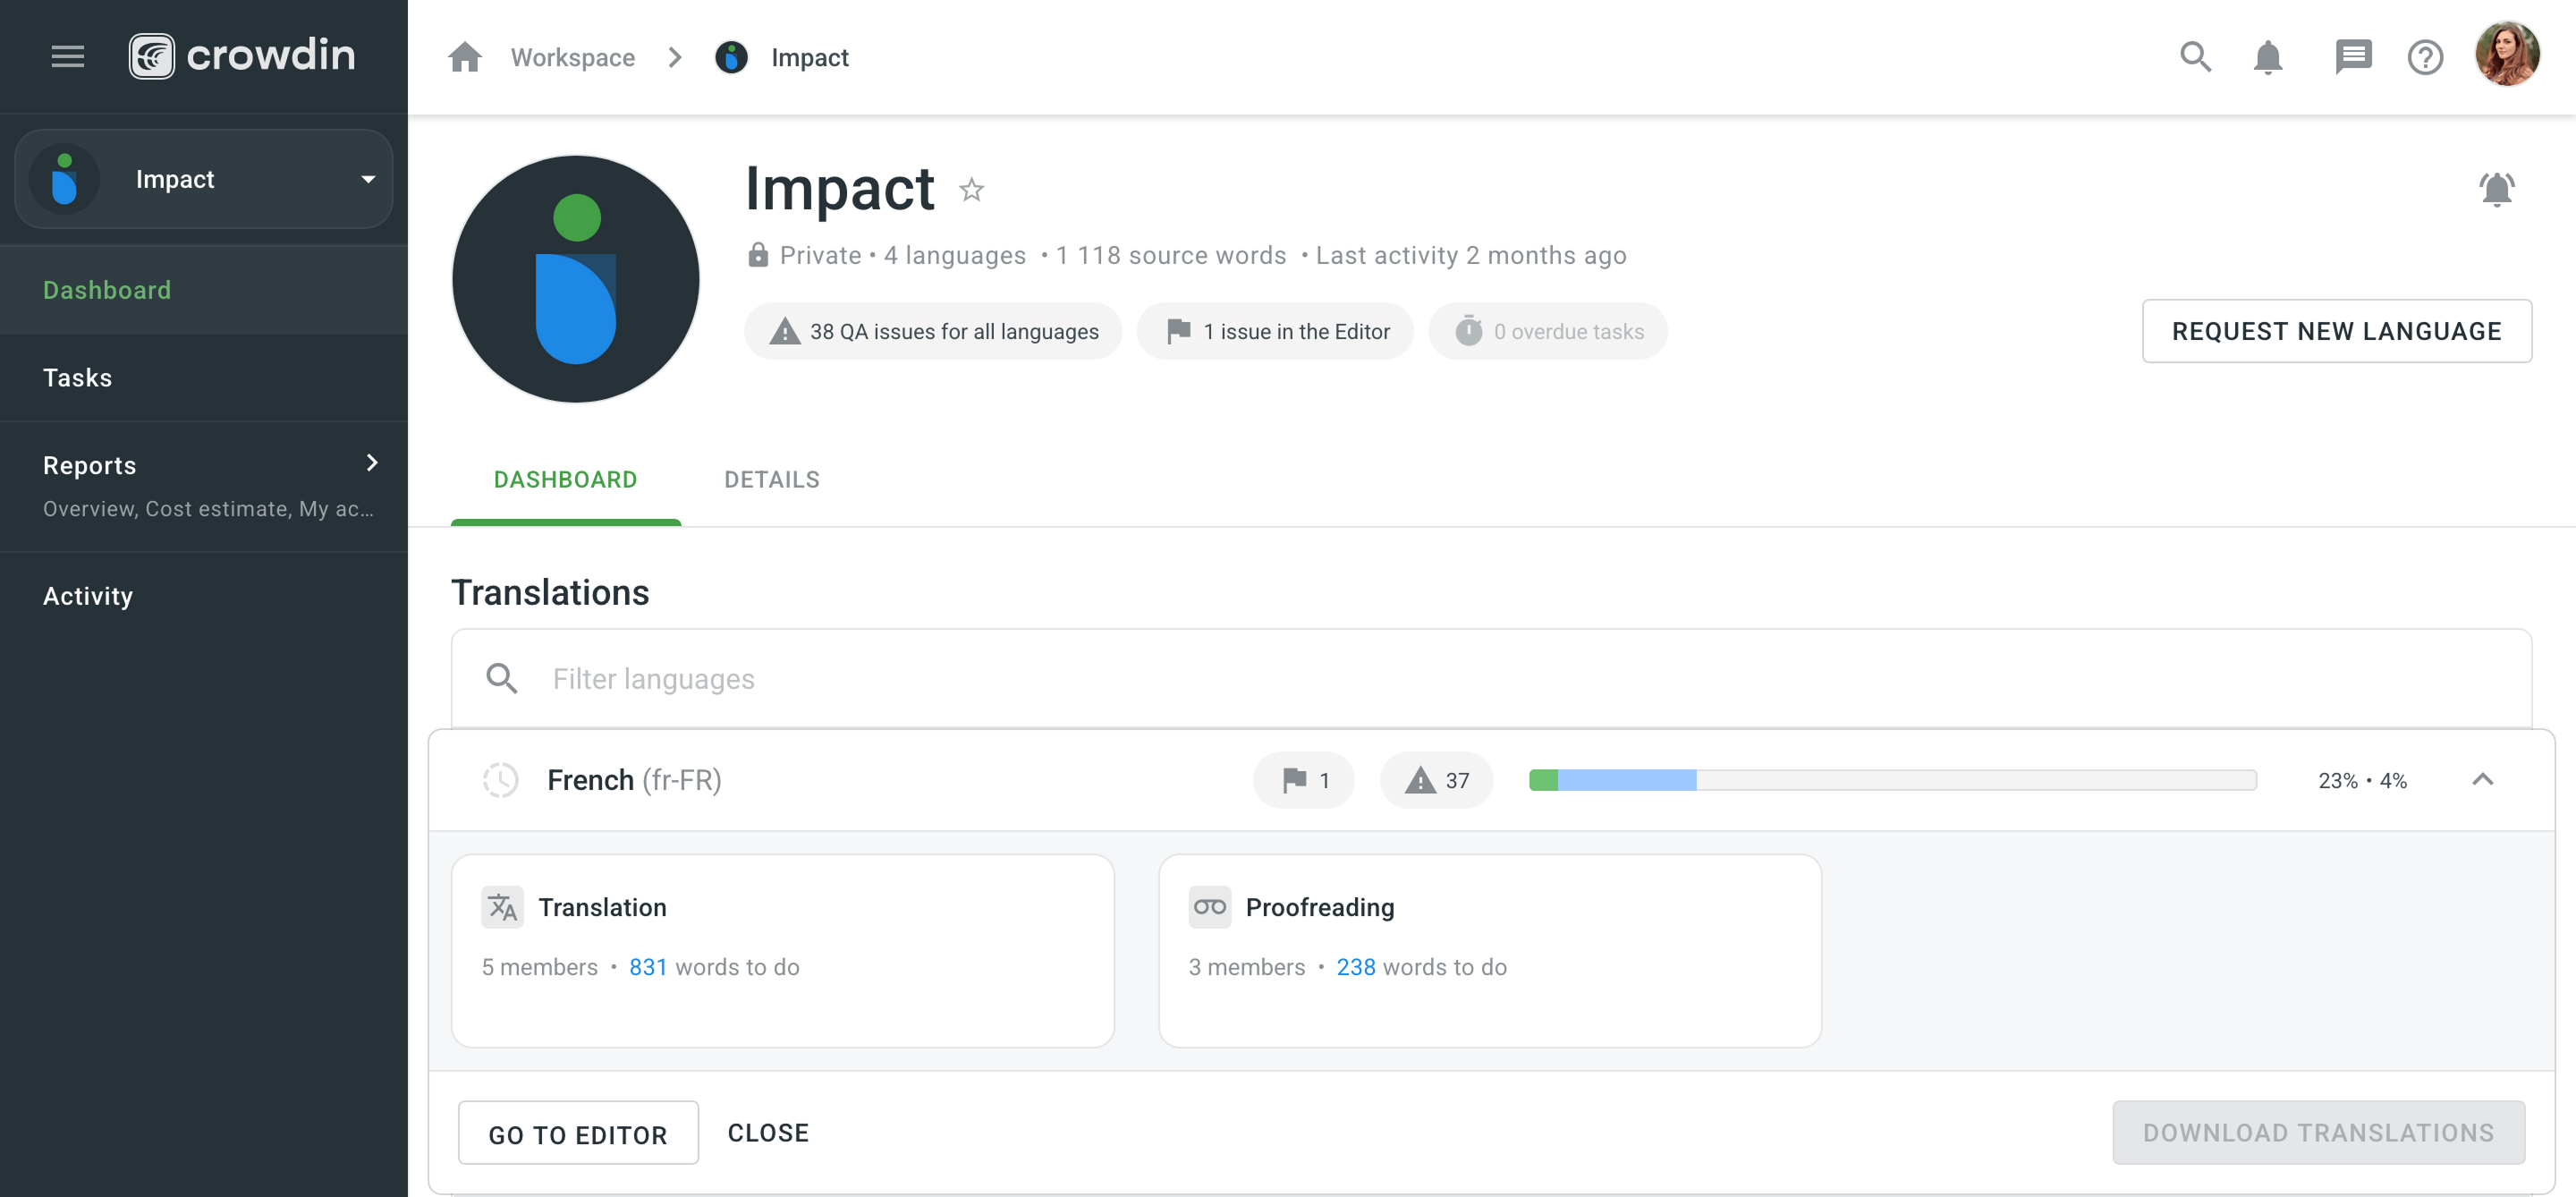 crowdin
Workspace
Impact
Impact
Dashboard
Tasks
Reports
Overview, Cost estimate, My ac...
Activity
Impact
Private • 4 languages • 1 118 source words • Last activity 2 months ago
38 QA issues for all languages
1 issue in the Editor
0 overdue tasks
REQUEST NEW LANGUAGE
DASHBOARD
DETAILS
Translations
Filter languages
French (fr-FR)
1
37
23% • 4%
Translation
5 members • 831 words to do
Proofreading
3 members • 238 words to do
GO TO EDITOR
CLOSE
DOWNLOAD TRANSLATIONS